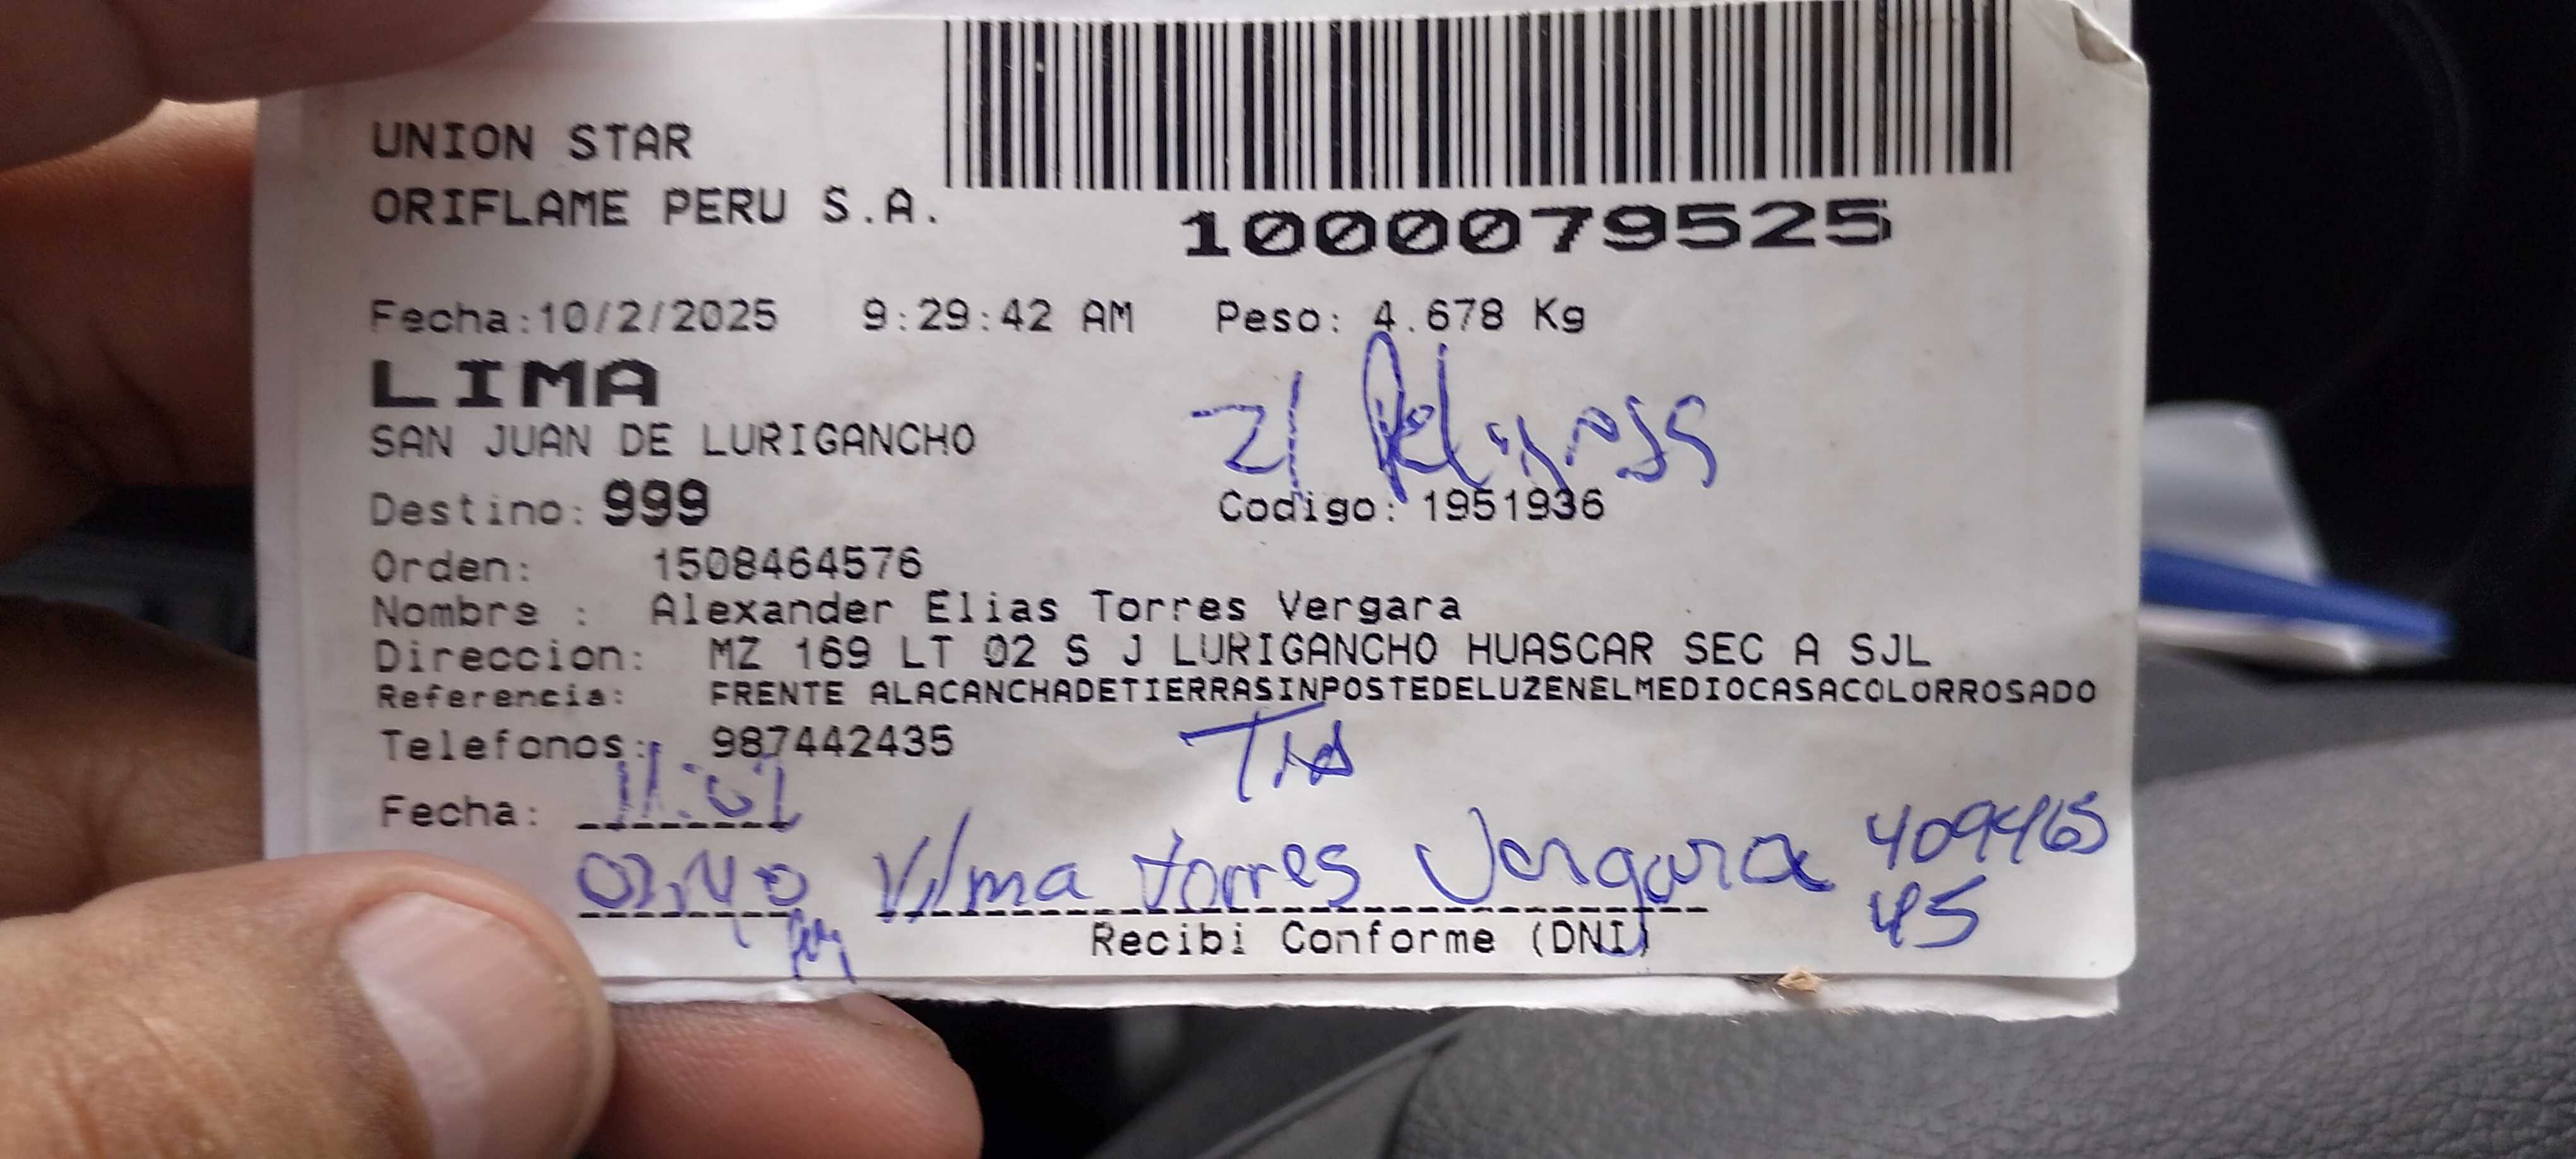 UNION STAR
ORIFLAME PERU S.A.
1000079525
Fecha:10/2/2025 9:29:42 AM Peso: 4.678 Kg
LIMA
SAN JUAN DE LURIGANCHO
Destino: 999 Codigo: 1951936
Orden: 1508464576
Nombre : Alexander Elias Torres Vergara
Direccion: MZ 169 LT 02 S J LURIGANCHO HUASCAR SEC A SJL
Referencia: FRENTE ALACANCHADETIERRASINPOSTEDELUZENELMEDIOCASACOLORROSADO
Telefonos: 987442435
Fecha:
Vilma torres Vergara 409465
45
Recibi Conforme (DNI)